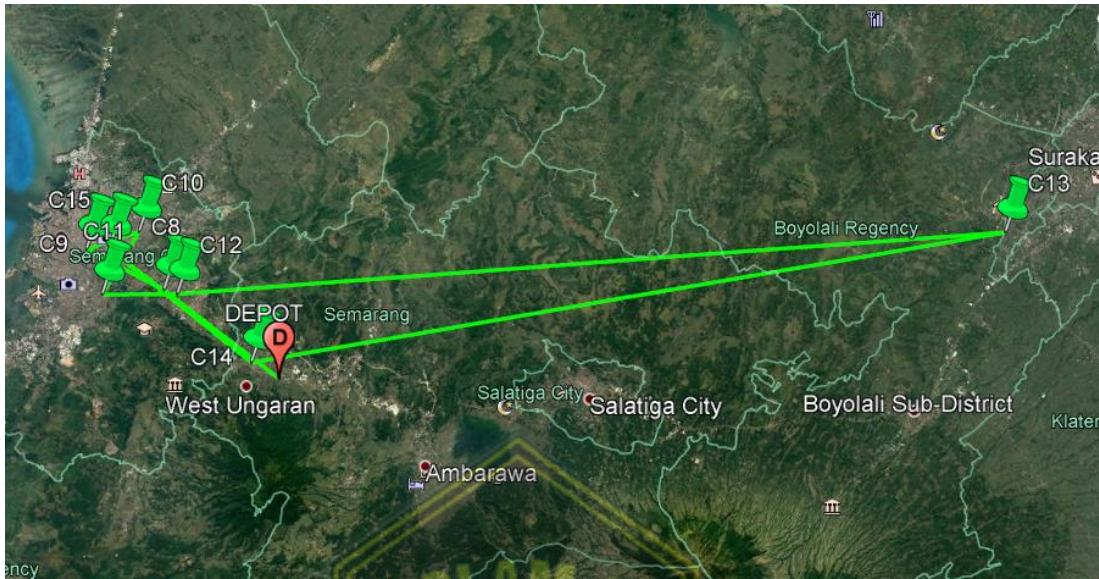 Suraka
C13
C10
C15
C8
C11
C9
C12
Semarang
Boyolali Regency
DEPOT
D
Semarang
C14
West Ungaran
Salatiga City
Salatiga City
Boyolali Sub-District
Klaten
Ambarawa
ency
H